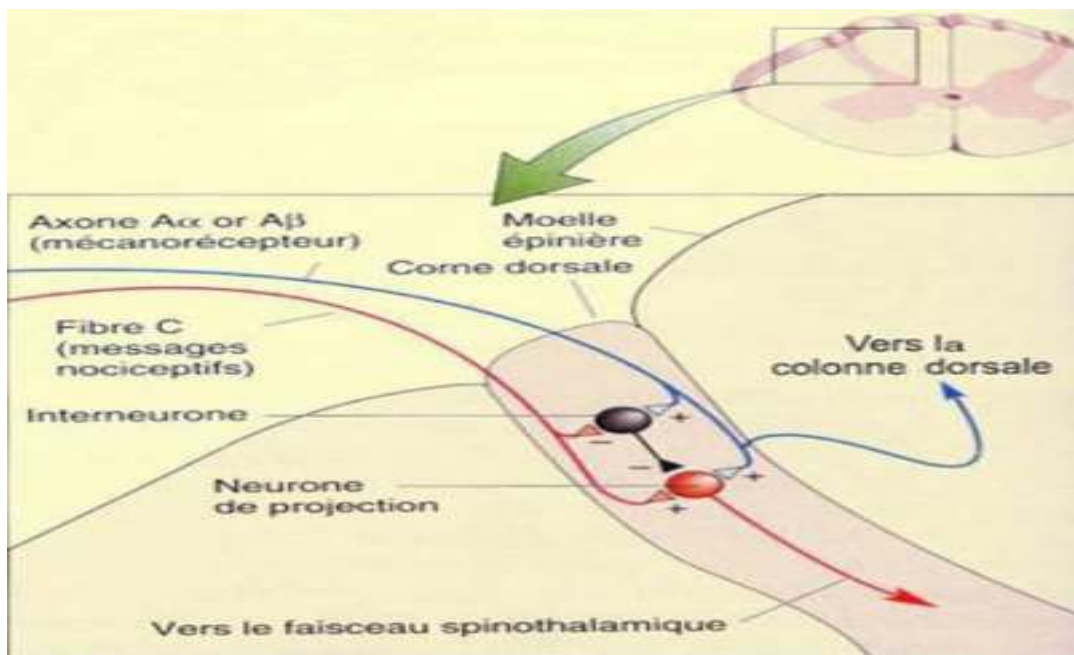 Axone Aα or Aβ
(mécanorécepteur)
Moelle
épinière
Corne dorsale
Fibre C
(messages
nociceptifs)
Vers la
colonne dorsale
Interneurone
+
−
−
+
Neurone
de projection
+
Vers le faisceau spinothalamique